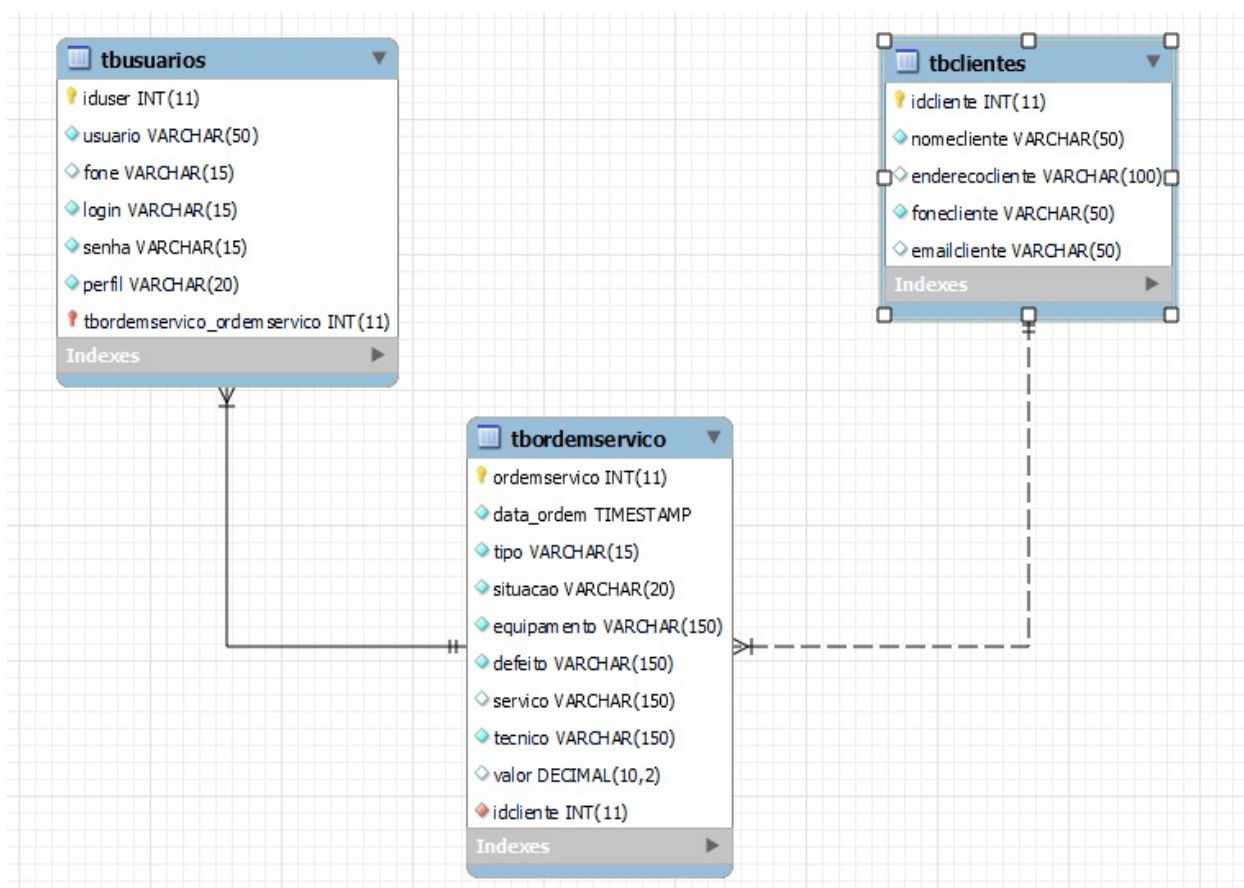 tbusuarios
iduser INT(11)
usuario VARCHAR(50)
fone VARCHAR(15)
login VARCHAR(15)
senha VARCHAR(15)
perfil VARCHAR(20)
tbordemservico_ordemservico INT(11)
Indexes
tbclientes
idcliente INT(11)
nomecliente VARCHAR(50)
enderecocliente VARCHAR(100)
fonecliente VARCHAR(50)
emailcliente VARCHAR(50)
Indexes
tbordemservico
ordemservico INT(11)
data_ordem TIMESTAMP
tipo VARCHAR(15)
situacao VARCHAR(20)
equipamento VARCHAR(150)
defeito VARCHAR(150)
servico VARCHAR(150)
tecnico VARCHAR(150)
valor DECIMAL(10,2)
idcliente INT(11)
Indexes